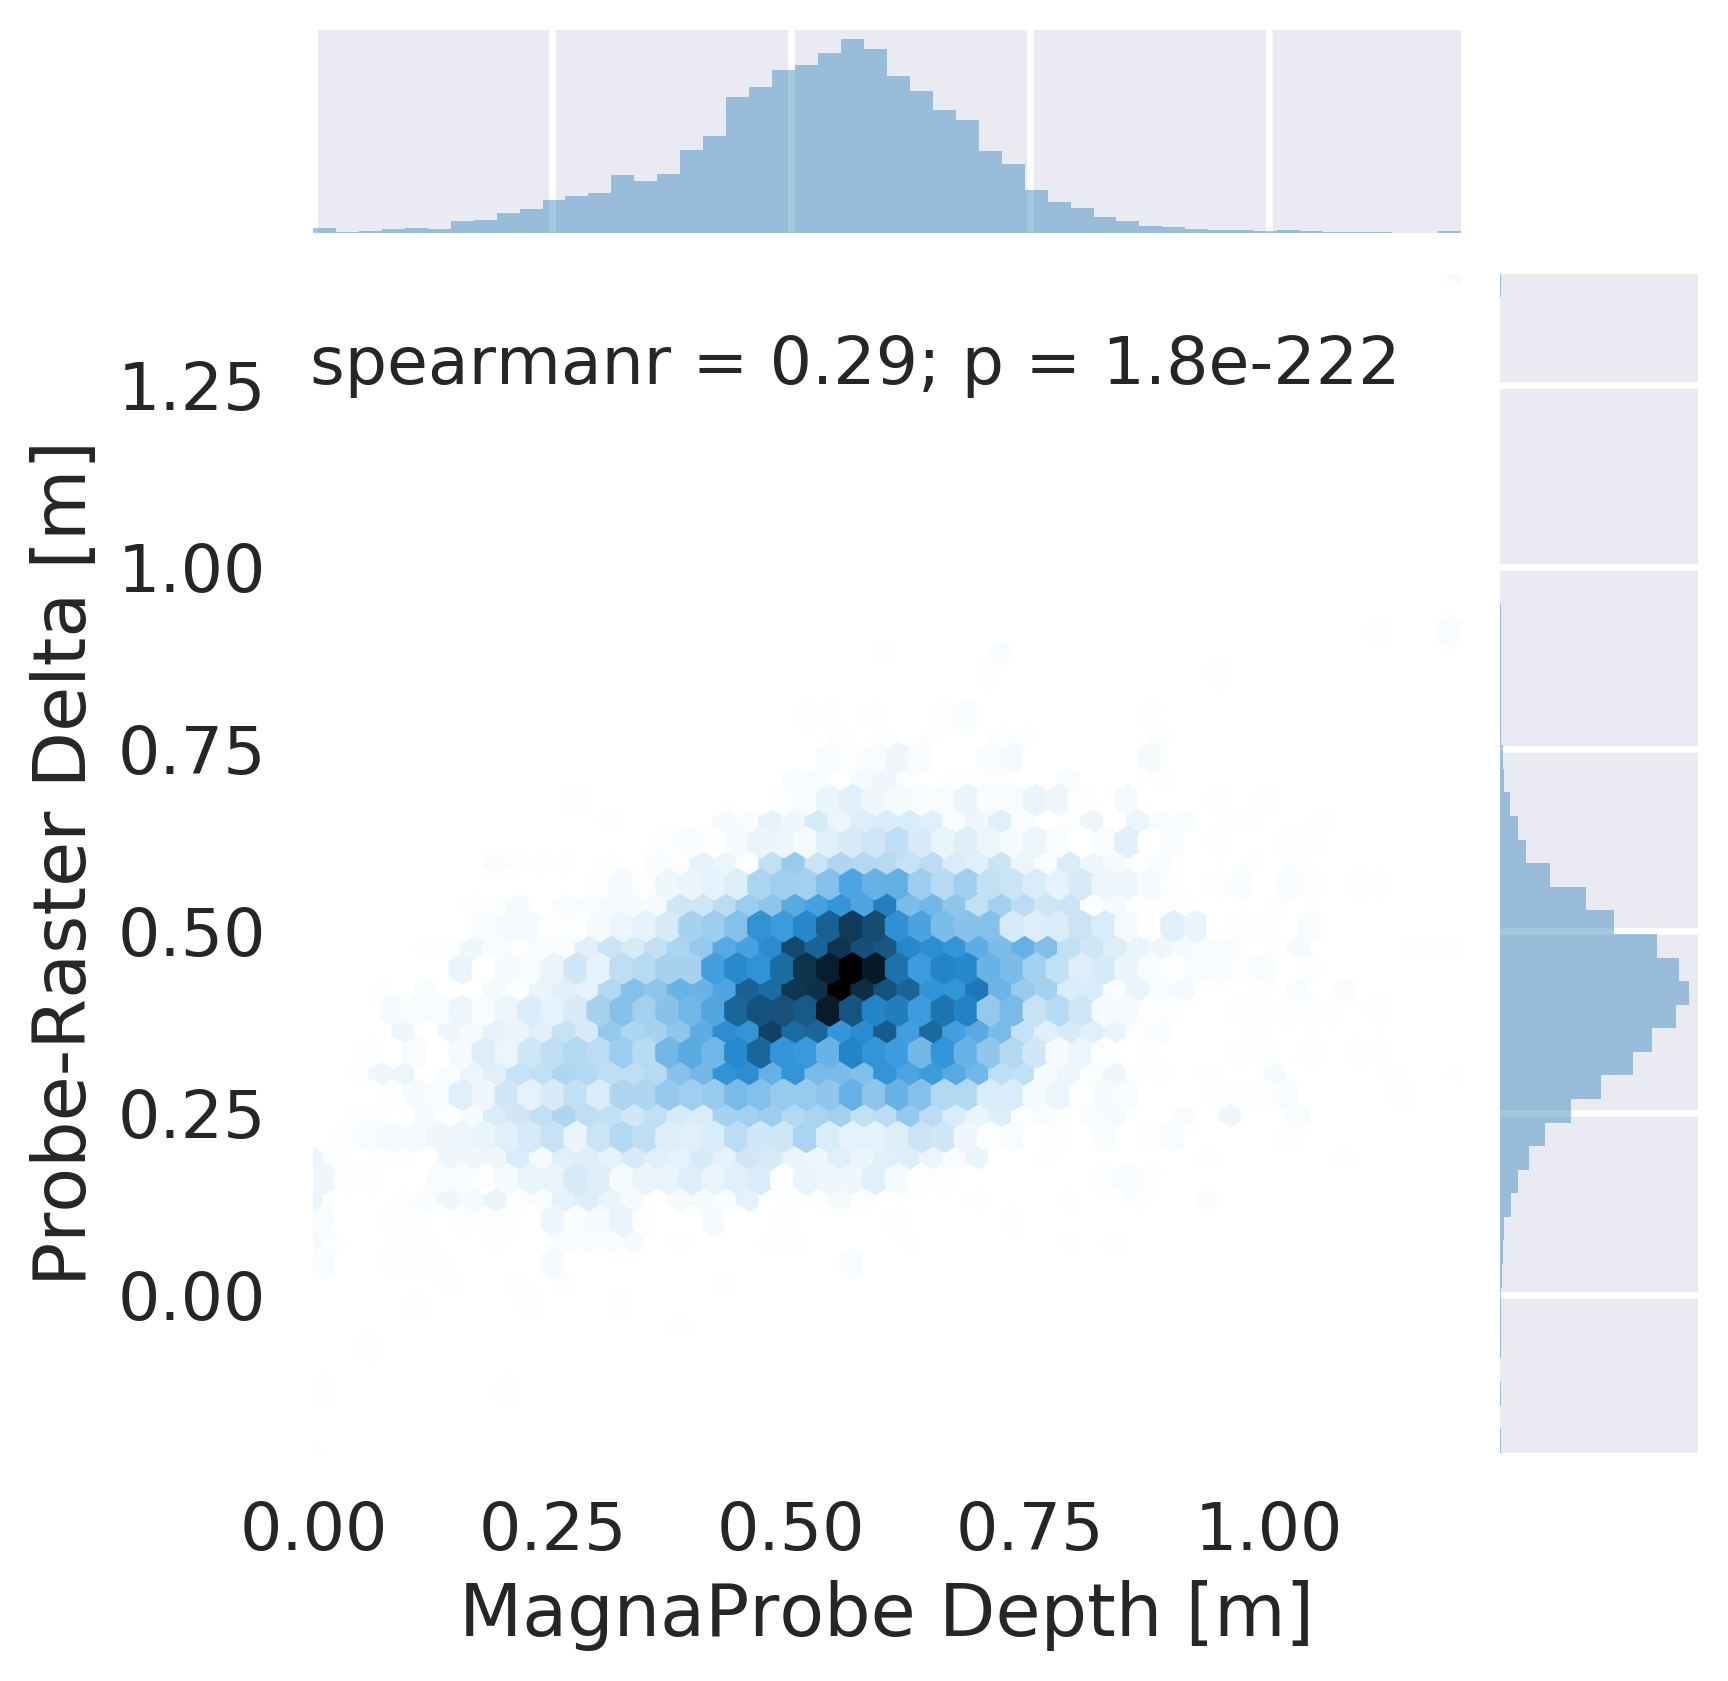 spearmanr = 0.29; p = 1.8e-222
Probe-Raster Delta [m]
1.25
1.00
0.75
0.50
0.25
0.00
0.00 0.25 0.50 0.75 1.00
MagnaProbe Depth [m]